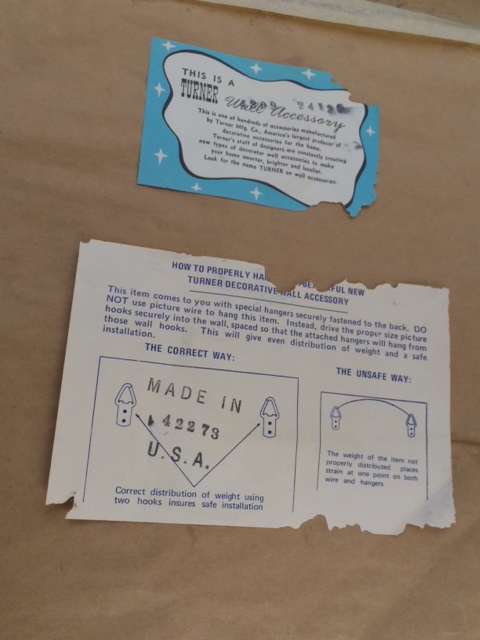 THIS IS A
TURNER Wall Accessory
This is one of hundreds of accessories manufactured
by Turner Mfg. Co., America's largest producer of
decorative accessories for the home.
Turner's staff of designers are constantly creating
new types of decorator wall accessories to make
your home smarter, brighter and lovelier.
Look for the name TURNER on wall accessories.
HOW TO PROPERLY NEW
TURNER DECORATIVE WALL ACCESSORY
This item comes to you with special hangers securely fastened to the back. DO
NOT use picture wire to hang this item. Instead, drive the proper size picture
hooks securely into the wall, spaced so that the attached hangers will hang from
those wall hooks. This will give even distribution of weight and a safe
installation.
THE CORRECT WAY:
MADE IN
42273
U.S.A.
Correct distribution of weight using
two hooks insures safe installation
THE UNSAFE WAY:
The weight of the item not
properly distributed places
strain at one point on both
wire and hangers